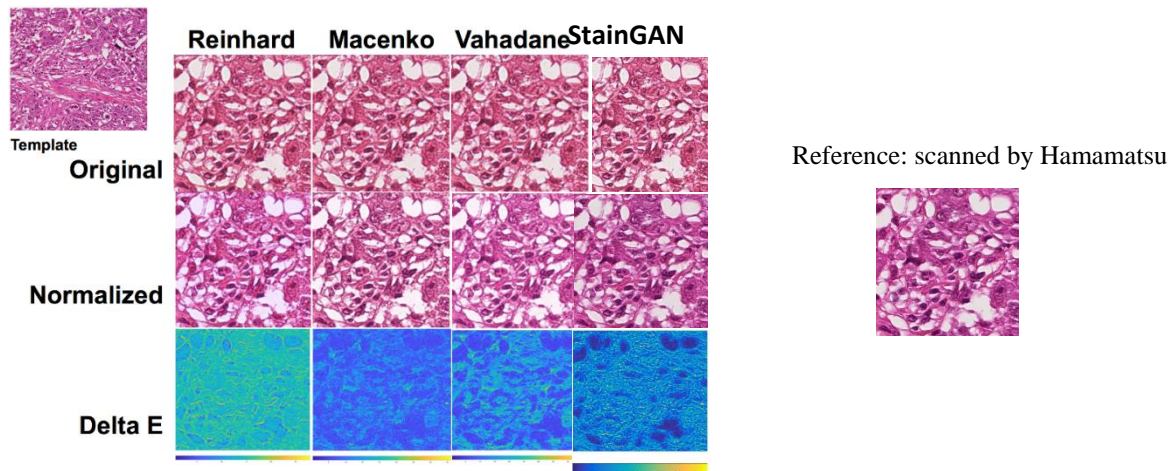 Reinhard Macenko Vahadane StainGAN
Template
Original
Reference: scanned by Hamamatsu
Normalized
Delta E